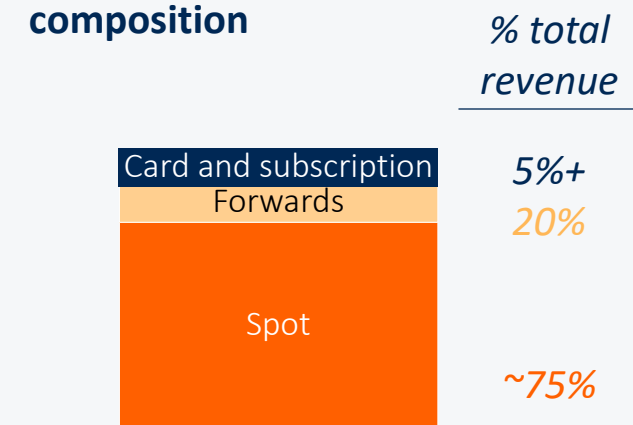 composition
% total
revenue
Card and subscription
5%+
Forwards
20%
Spot
~75%